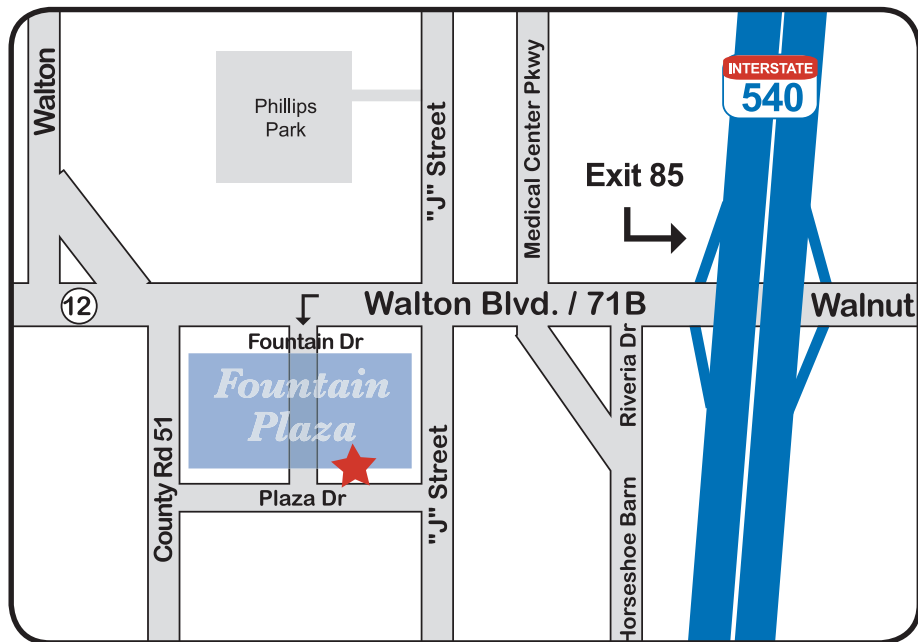 Walton
Phillips
Park
"J" Street
Medical Center Pkwy
INTERSTATE
540
Exit 85
12
Walton Blvd. / 71B
Walnut
Fountain Dr
Fountain
Plaza
County Rd 51
Plaza Dr
"J" Street
Riveria Dr
Horseshoe Barn